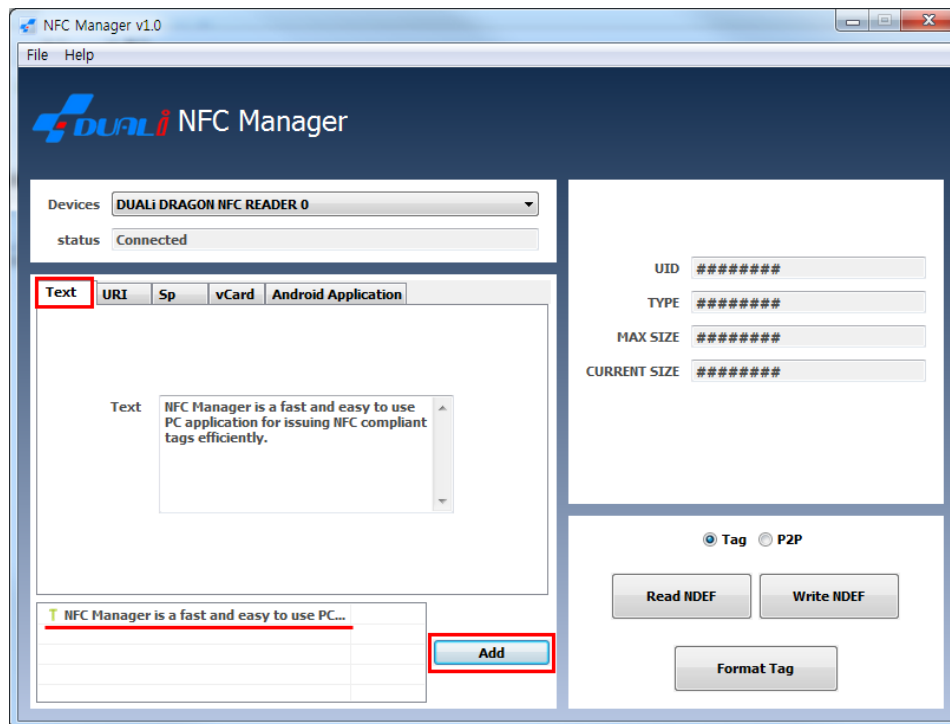 NFC Manager v1.0
File Help
DUALi NFC Manager
Devices DUALi DRAGON NFC READER 0
status Connected
Text URI Sp vCard Android Application
Text NFC Manager is a fast and easy to use
PC application for issuing NFC compliant
tags efficiently.
T NFC Manager is a fast and easy to use PC...
Add
UID ########
TYPE ########
MAX SIZE ########
CURRENT SIZE ########
Tag P2P
Read NDEF Write NDEF
Format Tag